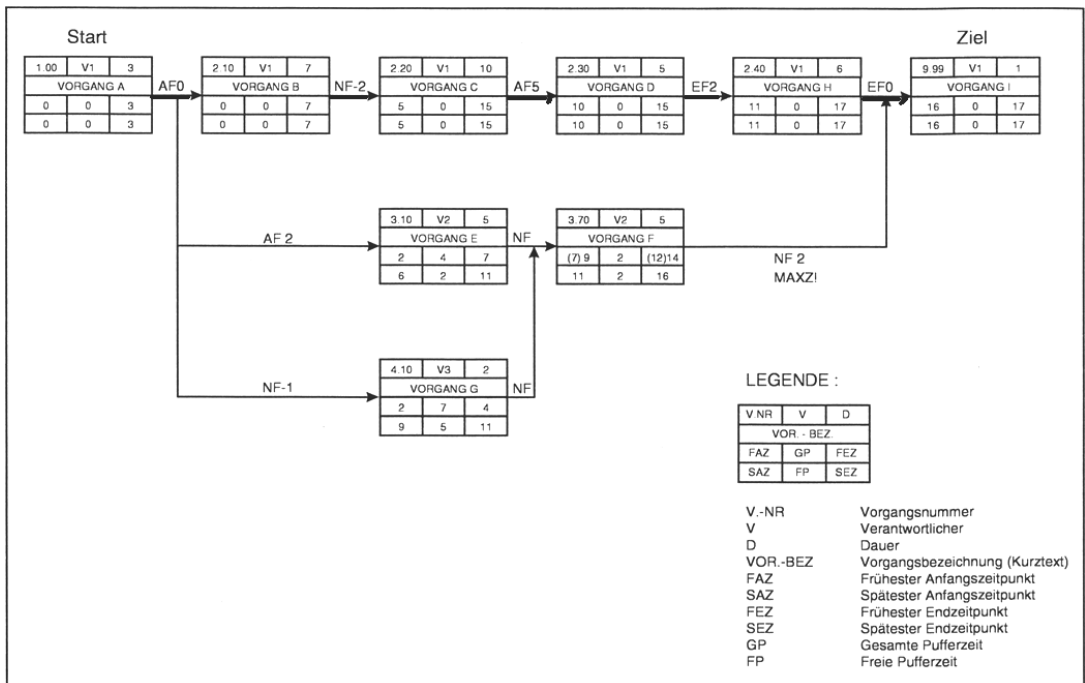 Start
Ziel
1.00 V1 3
VORGANG A
0 0 3
0 0 3
AF0
2.10 V1 7
VORGANG B
0 0 7
0 0 7
NF-2
2.20 V1 10
VORGANG C
5 0 15
5 0 15
AF5
2.30 V1 5
VORGANG D
10 0 15
10 0 15
EF2
2.40 V1 6
VORGANG H
11 0 17
11 0 17
EF0
9.99 V1 1
VORGANG I
16 0 17
16 0 17
AF 2
3.10 V2 5
VORGANG E
2 4 7
6 2 11
NF
3.70 V2 5
VORGANG F
(7) 9 2 (12)14
11 2 16
NF 2
MAXZ!
NF-1
4.10 V3 2
VORGANG G
2 7 4
9 5 11
NF
LEGENDE :
V.NR V D
VOR. - BEZ.
FAZ GP FEZ
SAZ FP SEZ
V.-NR Vorgangsnummer
V Verantwortlicher
D Dauer
VOR.-BEZ Vorgangsbezeichnung (Kurztext)
FAZ Frühester Anfangszeitpunkt
SAZ Spätester Anfangszeitpunkt
FEZ Frühester Endzeitpunkt
SEZ Spätester Endzeitpunkt
GP Gesamte Pufferzeit
FP Freie Pufferzeit